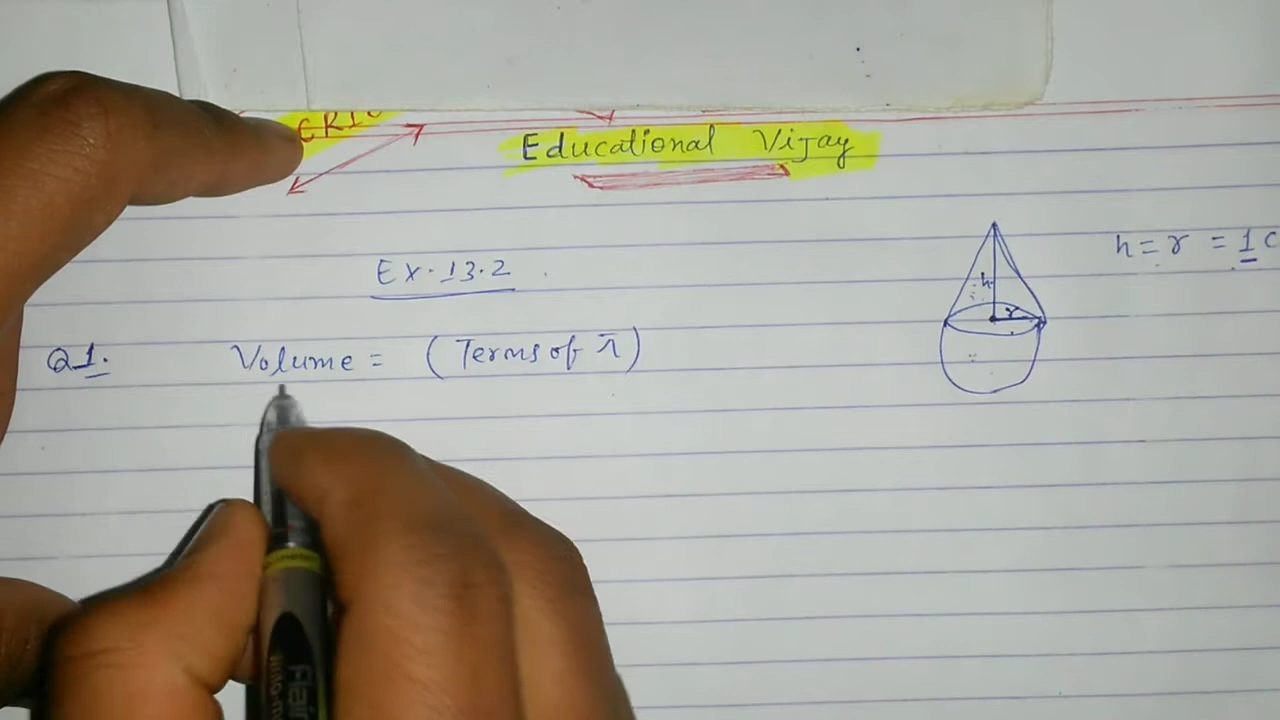 Educational Vijay
Ex. 13.2
h = r = 1 c
Q1. Volume = (Terms of π)
h
r